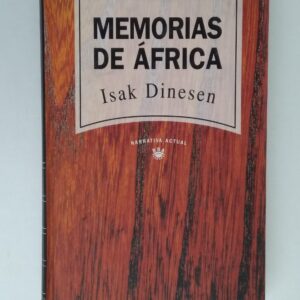 MEMORIAS
DE ÁFRICA
Isak Dinesen
NARRATIVA ACTUAL